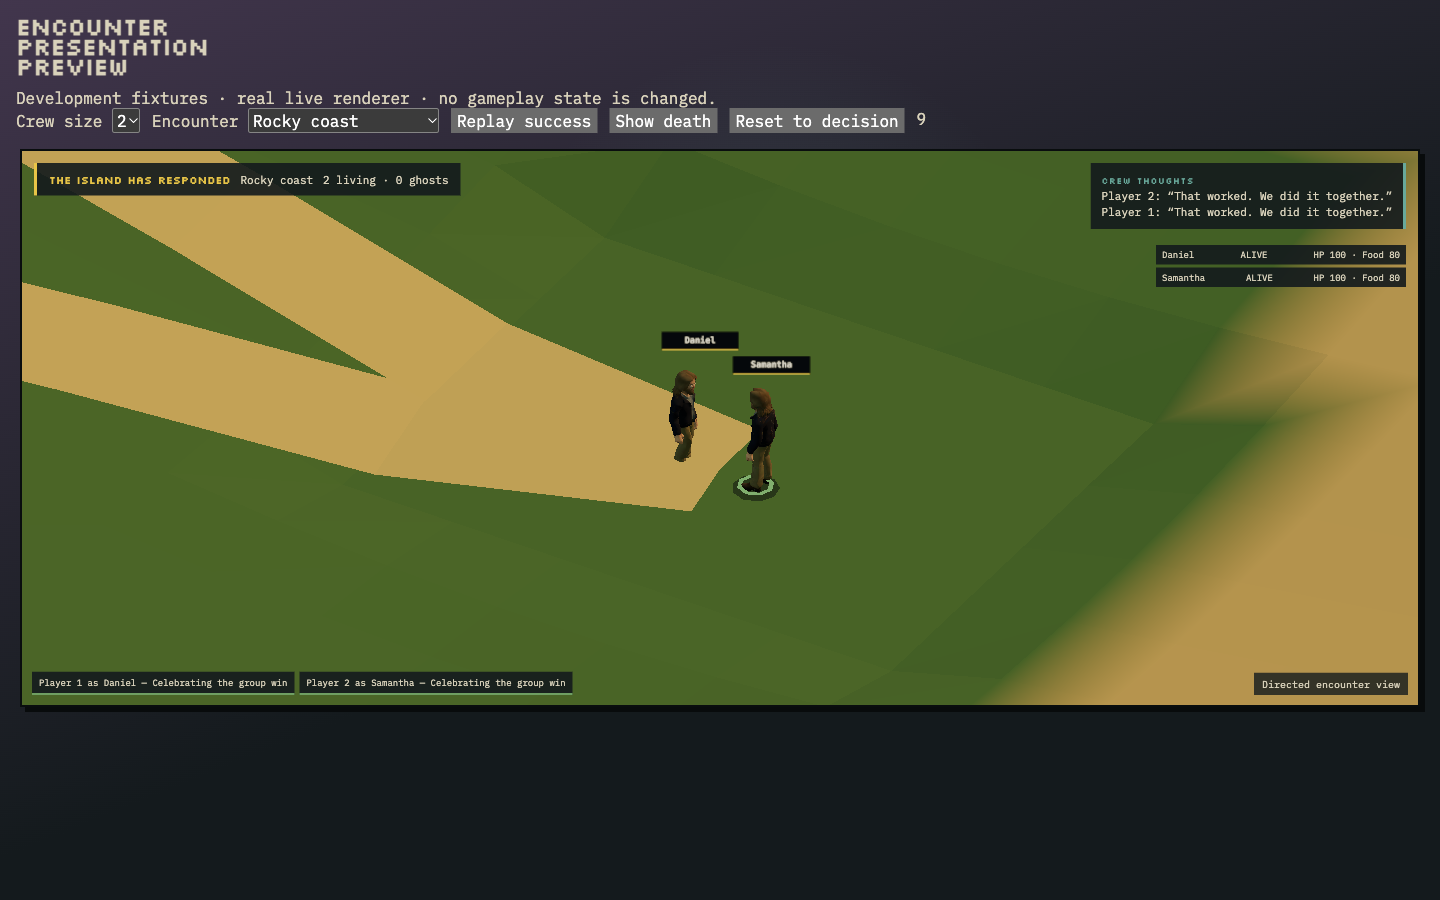 ENCOUNTER
PRESENTATION
PREVIEW
Development fixtures · real live renderer · no gameplay state is changed.
Crew size 2 Encounter Rocky coast Replay success Show death Reset to decision 9
THE ISLAND HAS RESPONDED Rocky coast 2 living · 0 ghosts
CREW THOUGHTS
Player 2: “That worked. We did it together.”
Player 1: “That worked. We did it together.”
Daniel ALIVE HP 100 · Food 80
Samantha ALIVE HP 100 · Food 80
Daniel
Samantha
Player 1 as Daniel — Celebrating the group win
Player 2 as Samantha — Celebrating the group win
Directed encounter view